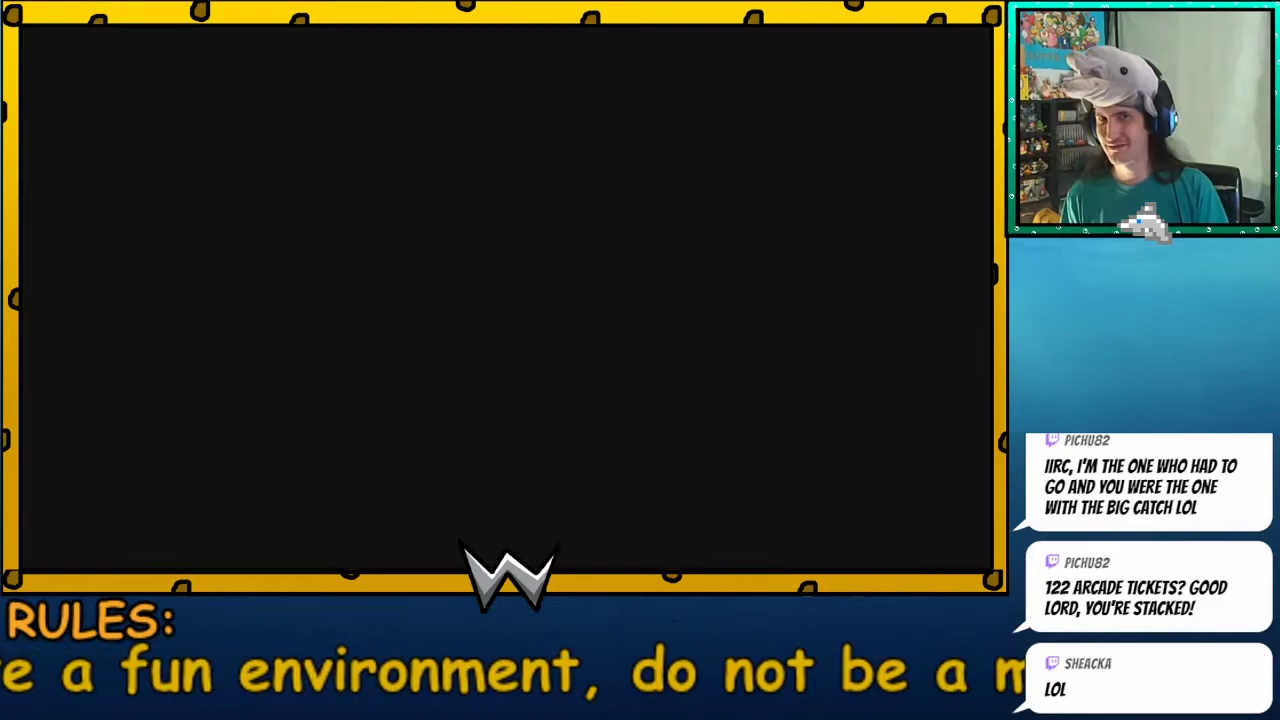 PICHU82
IIRC, I'M THE ONE WHO HAD TO
GO AND YOU WERE THE ONE
WITH THE BIG CATCH LOL
PICHU82
122 ARCADE TICKETS? GOOD
LORD, YOU'RE STACKED!
SHEACKA
LOL
W
RULES:
e a fun environment, do not be a m